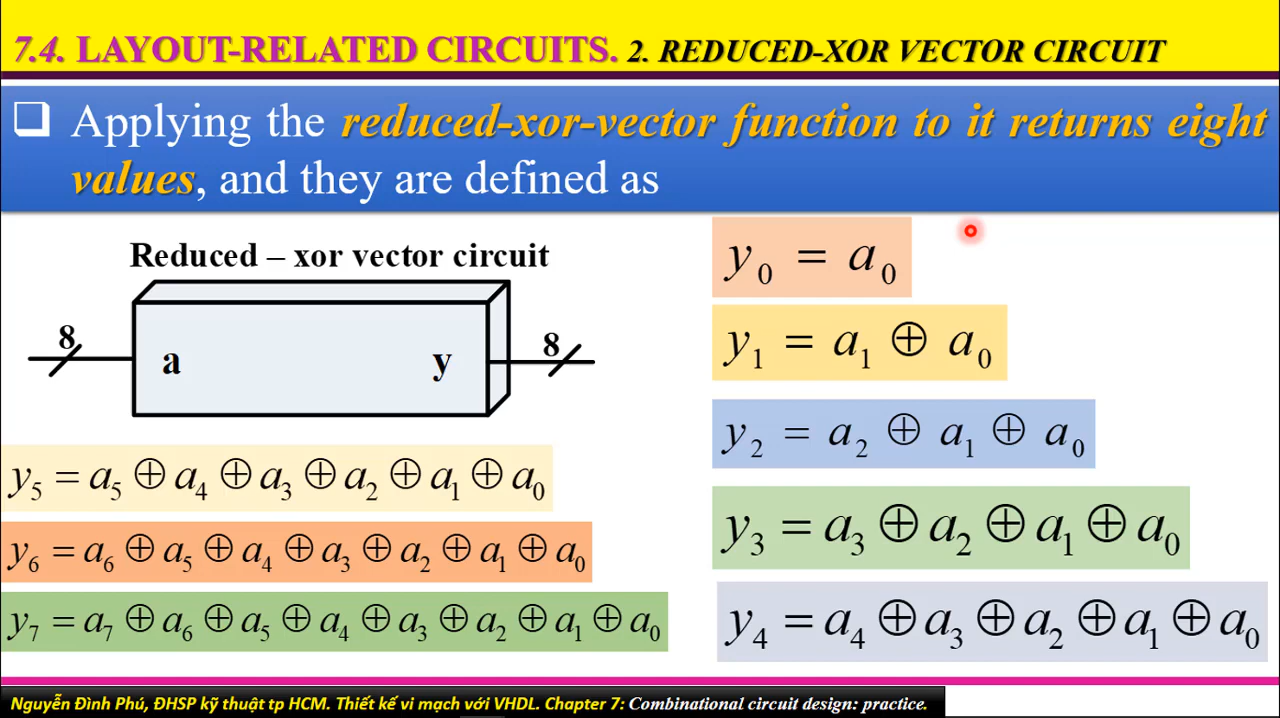 7.4. LAYOUT-RELATED CIRCUITS. 2. REDUCED-XOR VECTOR CIRCUIT
❑ Applying the reduced-xor-vector function to it returns eight
values, and they are defined as
Reduced – xor vector circuit
8
a
y
8
y₀ = a₀
y₁ = a₁ ⊕ a₀
y₂ = a₂ ⊕ a₁ ⊕ a₀
y₃ = a₃ ⊕ a₂ ⊕ a₁ ⊕ a₀
y₄ = a₄ ⊕ a₃ ⊕ a₂ ⊕ a₁ ⊕ a₀
y₅ = a₅ ⊕ a₄ ⊕ a₃ ⊕ a₂ ⊕ a₁ ⊕ a₀
y₆ = a₆ ⊕ a₅ ⊕ a₄ ⊕ a₃ ⊕ a₂ ⊕ a₁ ⊕ a₀
y₇ = a₇ ⊕ a₆ ⊕ a₅ ⊕ a₄ ⊕ a₃ ⊕ a₂ ⊕ a₁ ⊕ a₀
Nguyễn Đình Phú, ĐHSP kỹ thuật tp HCM. Thiết kế vi mạch với VHDL. Chapter 7: Combinational circuit design: practice.